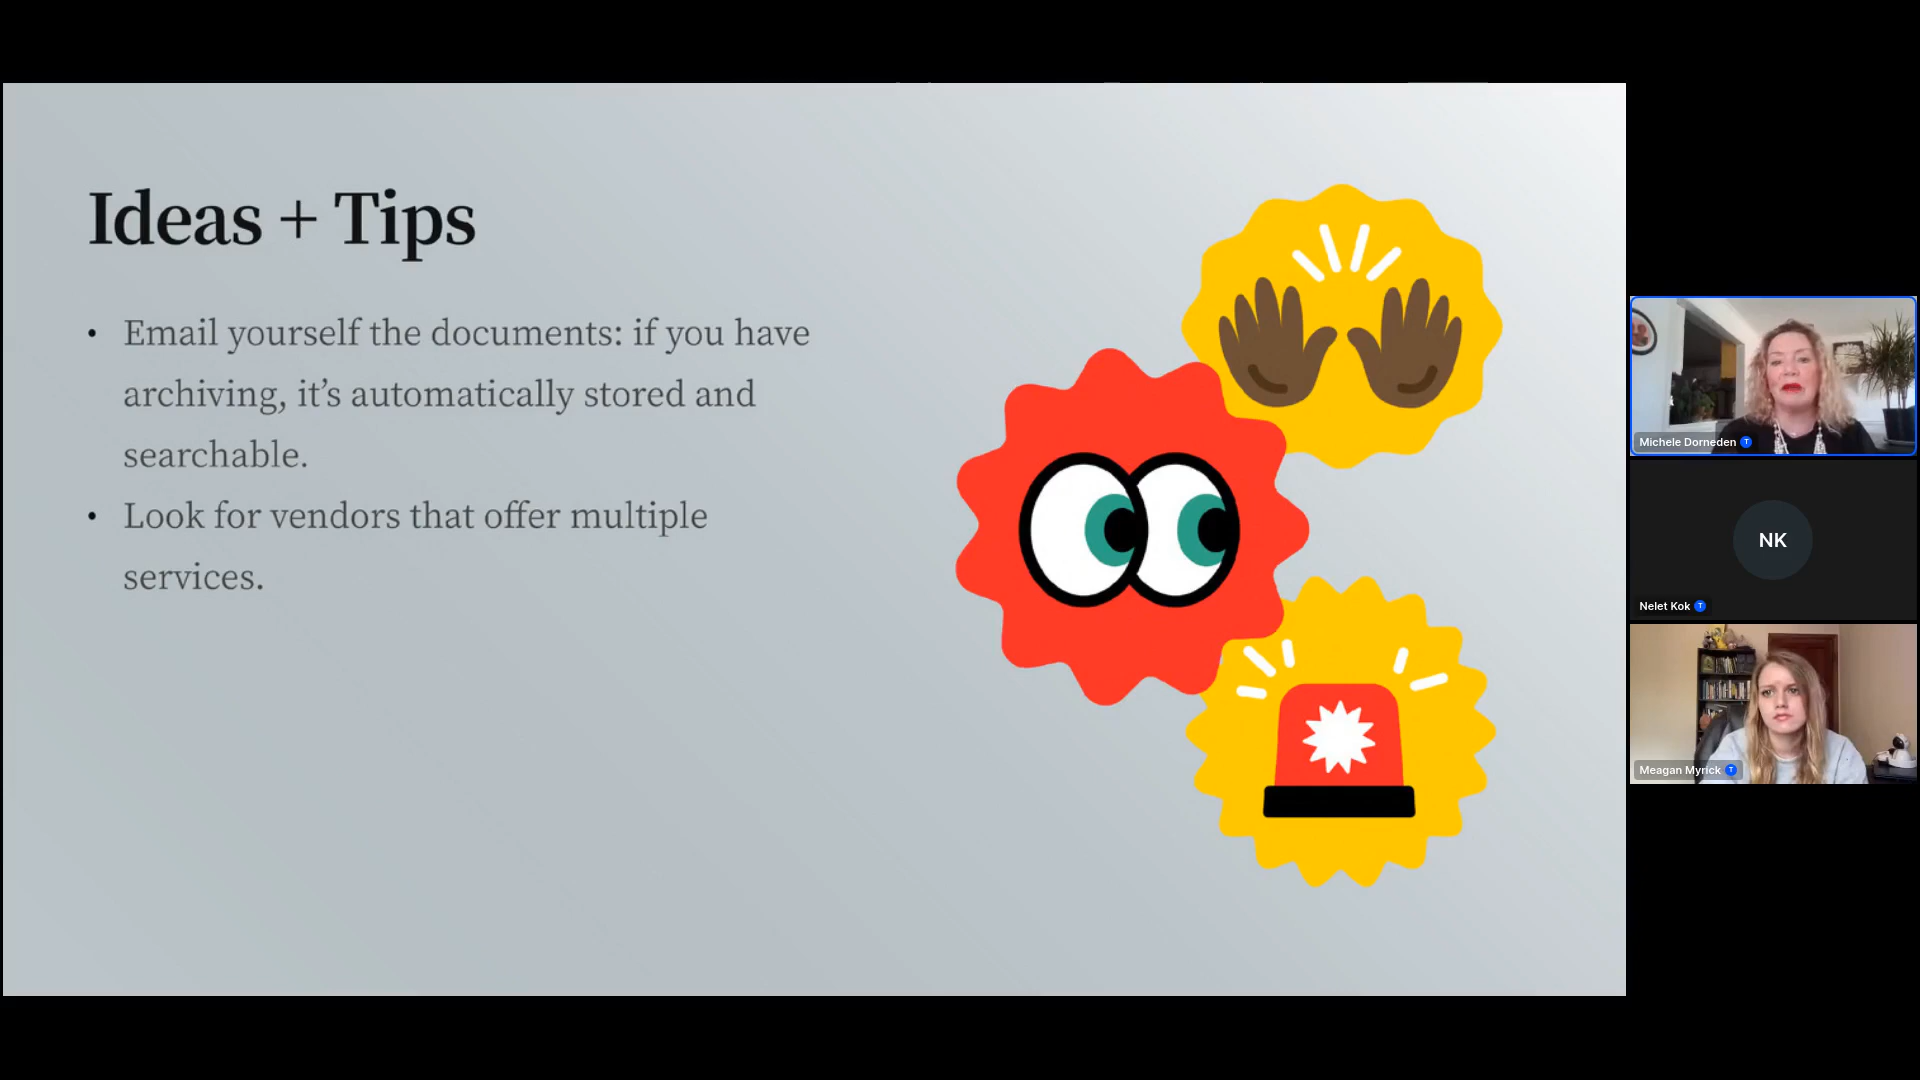 Ideas + Tips
• Email yourself the documents: if you have
archiving, it’s automatically stored and
searchable.
• Look for vendors that offer multiple
services.
Michele Dorneden T
NK
Nelet Kok T
Meagan Myrick T